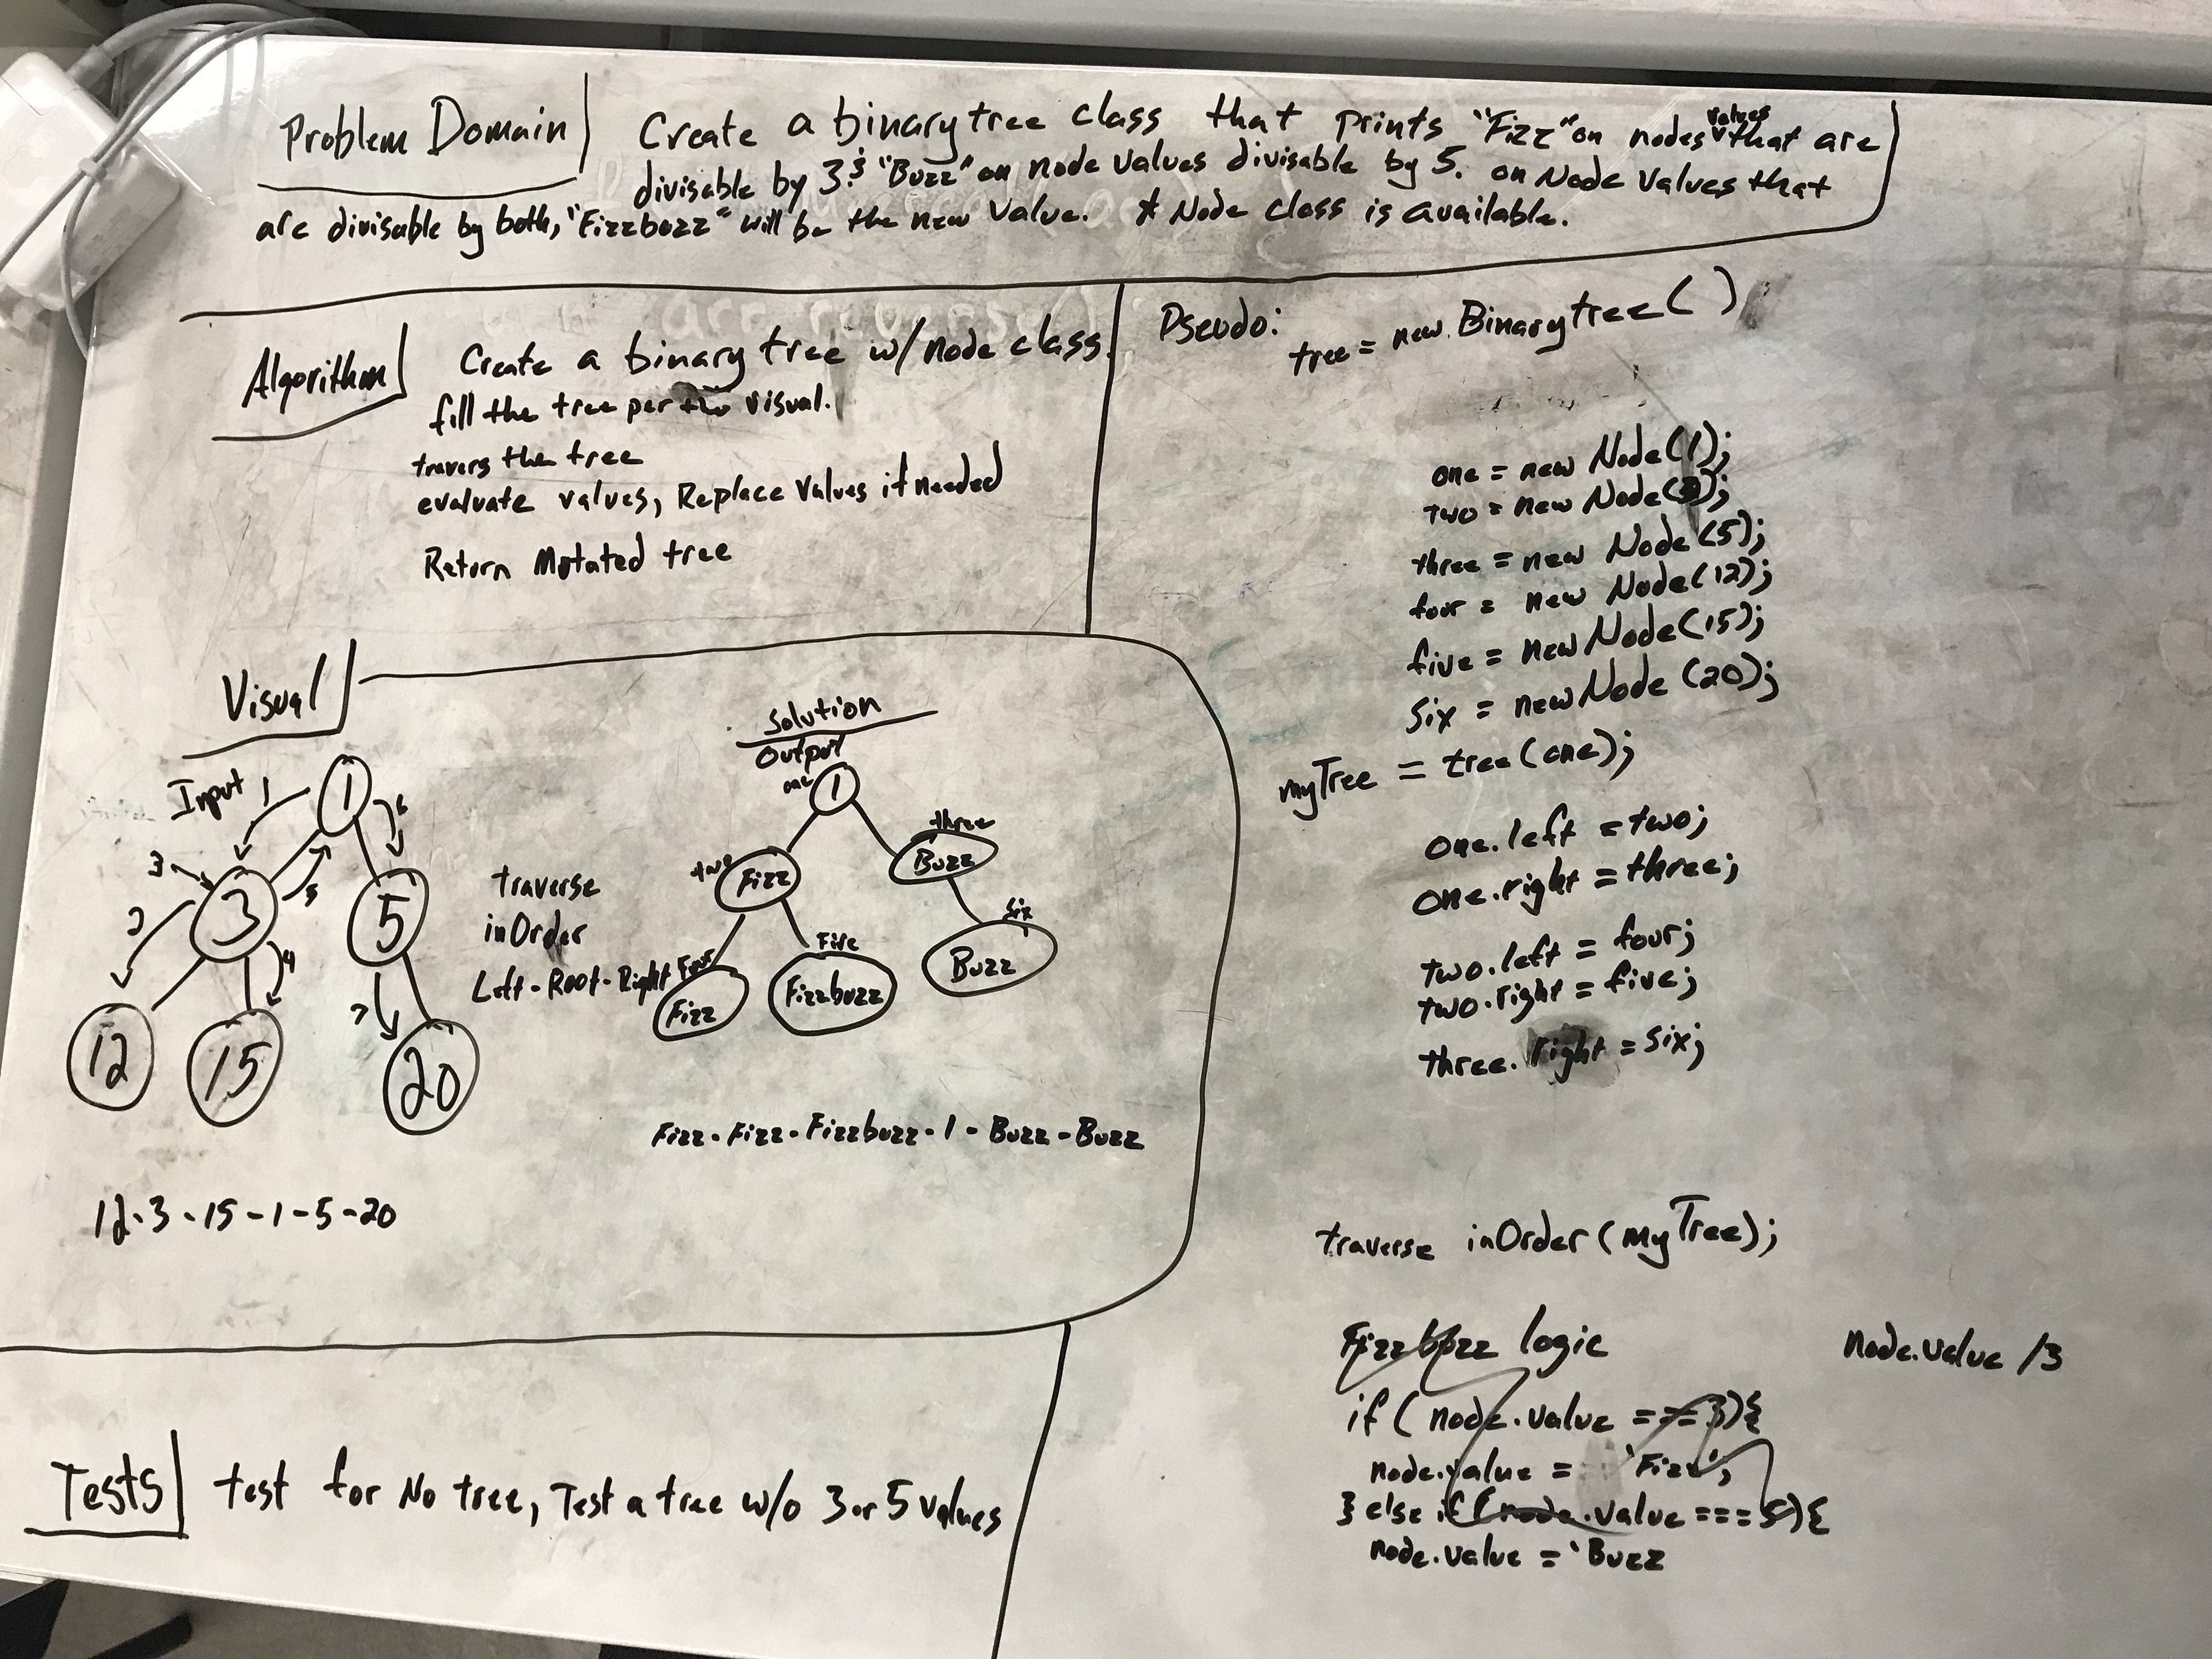 Problem Domain
Create a binary tree class that prints "Fizz" on nodes values that are
divisable by 3 & "Buzz" on node values divisable by 5. on Node Values that
are divisable by both, "Fizzbuzz" will be the new value. * Node class is available.
Algorithm
Create a binary tree w/ node class.
fill the tree per the visual.
travers the tree
evaluate values, Replace values if needed
Return Mutated tree
Visual
Input
1
1
6
3
3
5
2
4
5
7
12
15
20
12-3-15-1-5-20
traverse
inOrder
Left-Root-Right
Solution
Output
one
1
two
Fizz
three
Buzz
Four
Fizz
Five
Fizzbuzz
Six
Buzz
Fizz-Fizz-Fizzbuzz-1-Buzz-Buzz
Tests
test for No tree, Test a tree w/o 3 or 5 values
Pseudo:
tree = new Binarytree()
one = new Node(1);
two = new Node(3);
three = new Node(5);
four = new Node(12);
five = new Node(15);
six = new Node(20);
myTree = tree(one);
one.left = two;
one.right = three;
two.left = four;
two.right = five;
three.right = six;
traverse inOrder(myTree);
Fizzbuzz logic
if (node.value === 3){
node.value = 'Fizz';
} else if (node.value === 5){
node.value = 'Buzz
node.value /3